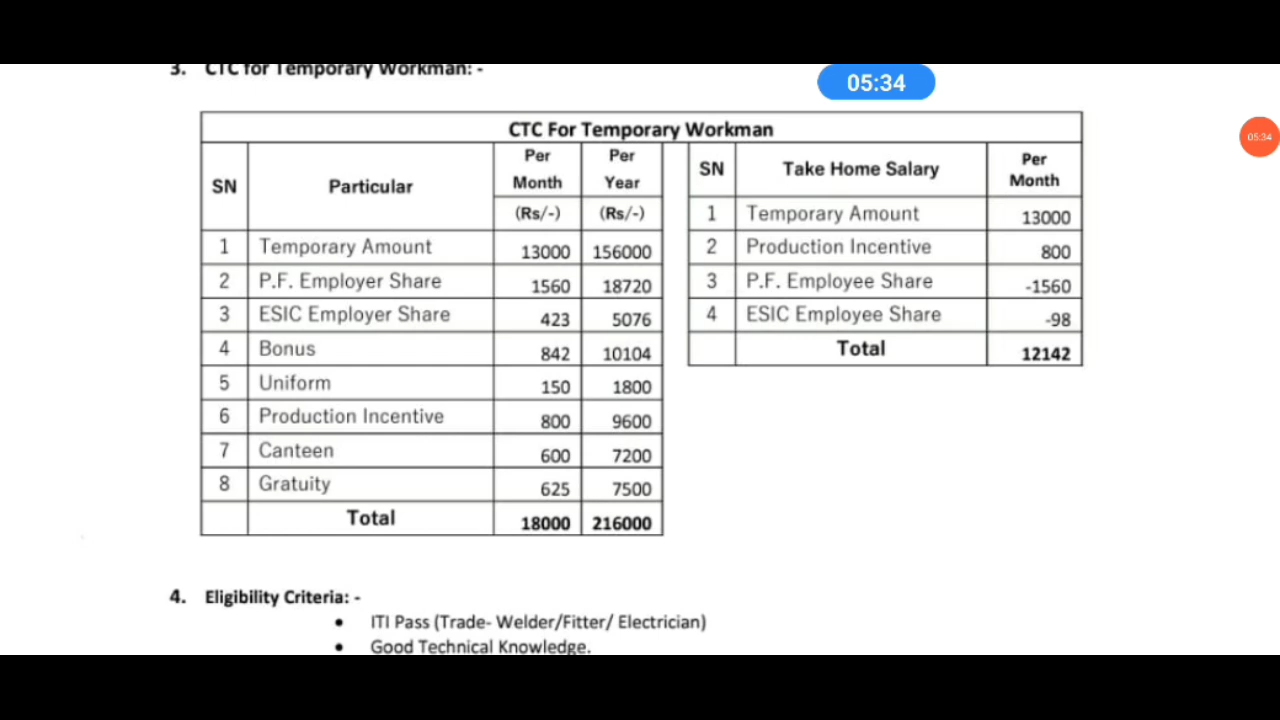 3. CTC for Temporary Workman: -
05:34
05:34
CTC For Temporary Workman
SN Particular Per Month (Rs/-) Per Year (Rs/-)
1 Temporary Amount 13000 156000
2 P.F. Employer Share 1560 18720
3 ESIC Employer Share 423 5076
4 Bonus 842 10104
5 Uniform 150 1800
6 Production Incentive 800 9600
7 Canteen 600 7200
8 Gratuity 625 7500
Total 18000 216000
SN Take Home Salary Per Month
1 Temporary Amount 13000
2 Production Incentive 800
3 P.F. Employee Share -1560
4 ESIC Employee Share -98
Total 12142
4. Eligibility Criteria: -
• ITI Pass (Trade- Welder/Fitter/ Electrician)
• Good Technical Knowledge.